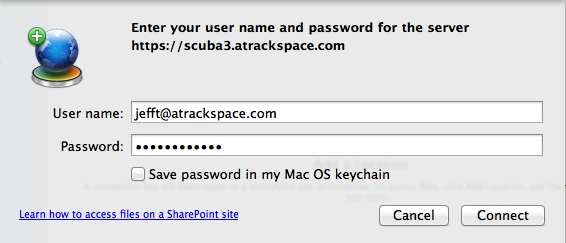 Enter your user name and password for the server
https://scuba3.atrackspace.com
User name: jefft@atrackspace.com
Password: ••••••••••••
Save password in my Mac OS keychain
Add a Location
Learn how to access files on a SharePoint site
Cancel
Connect